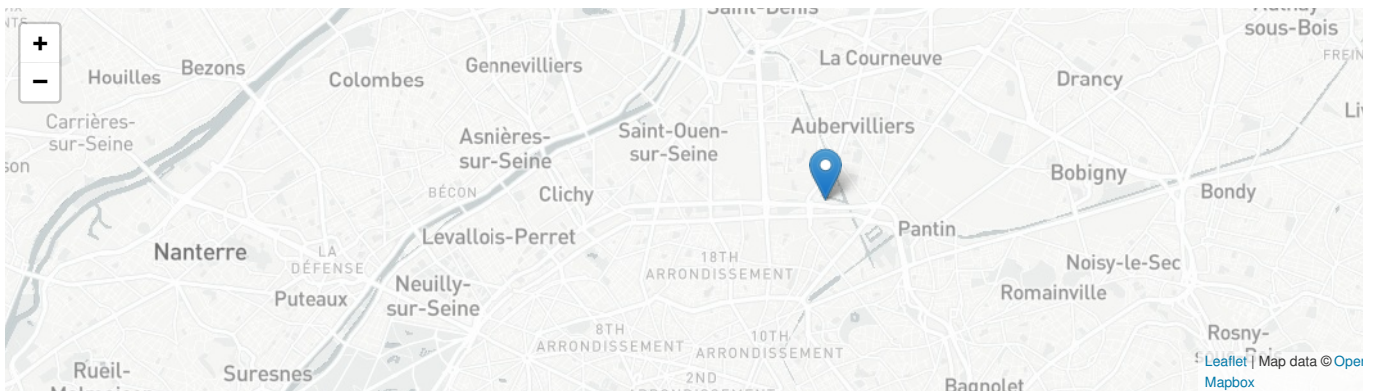 Saint-Denis
sous-Bois
+
−
Houilles
Bezons
Colombes
Gennevilliers
La Courneuve
Drancy
Carrières-
sur-Seine
Asnières-
sur-Seine
Saint-Ouen-
sur-Seine
Aubervilliers
Bobigny
Bondy
BÉCON
Clichy
Pantin
Levallois-Perret
Nanterre
LA
DÉFENSE
18TH
ARRONDISSEMENT
Noisy-le-Sec
Puteaux
Neuilly-
sur-Seine
Romainville
8TH
ARRONDISSEMENT
10TH
ARRONDISSEMENT
Rosny-
Rueil-
Suresnes
2ND
Bagnolet
Leaflet | Map data © Open
Mapbox